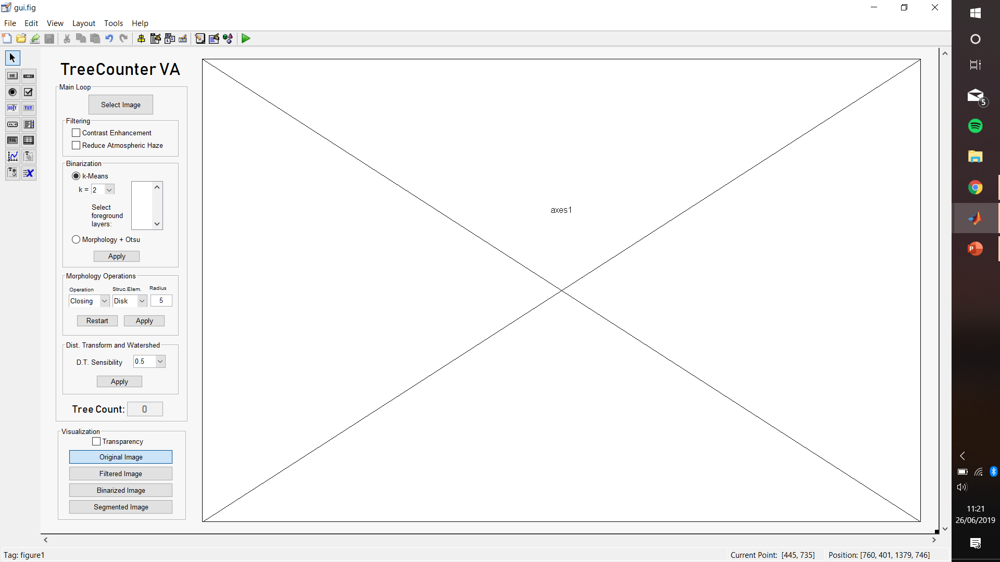 gui.fig
File Edit View Layout Tools Help
OK
EDIT TXT
TGL
TreeCounter VA
Main Loop
Select Image
Filtering
Contrast Enhancement
Reduce Atmospheric Haze
Binarization
k-Means
k = 2
Select
foreground
layers:
Morphology + Otsu
Apply
Morphology Operations
Operation Struc.Elem. Radius
Closing Disk 5
Restart Apply
Dist. Transform and Watershed
D.T. Sensibility 0.5
Apply
Tree Count: 0
Visualization
Transparency
Original Image
Filtered Image
Binarized Image
Segmented Image
axes1
Tag: figure1
Current Point: [445, 735]
Position: [760, 401, 1379, 746]
5
11:21
26/06/2019